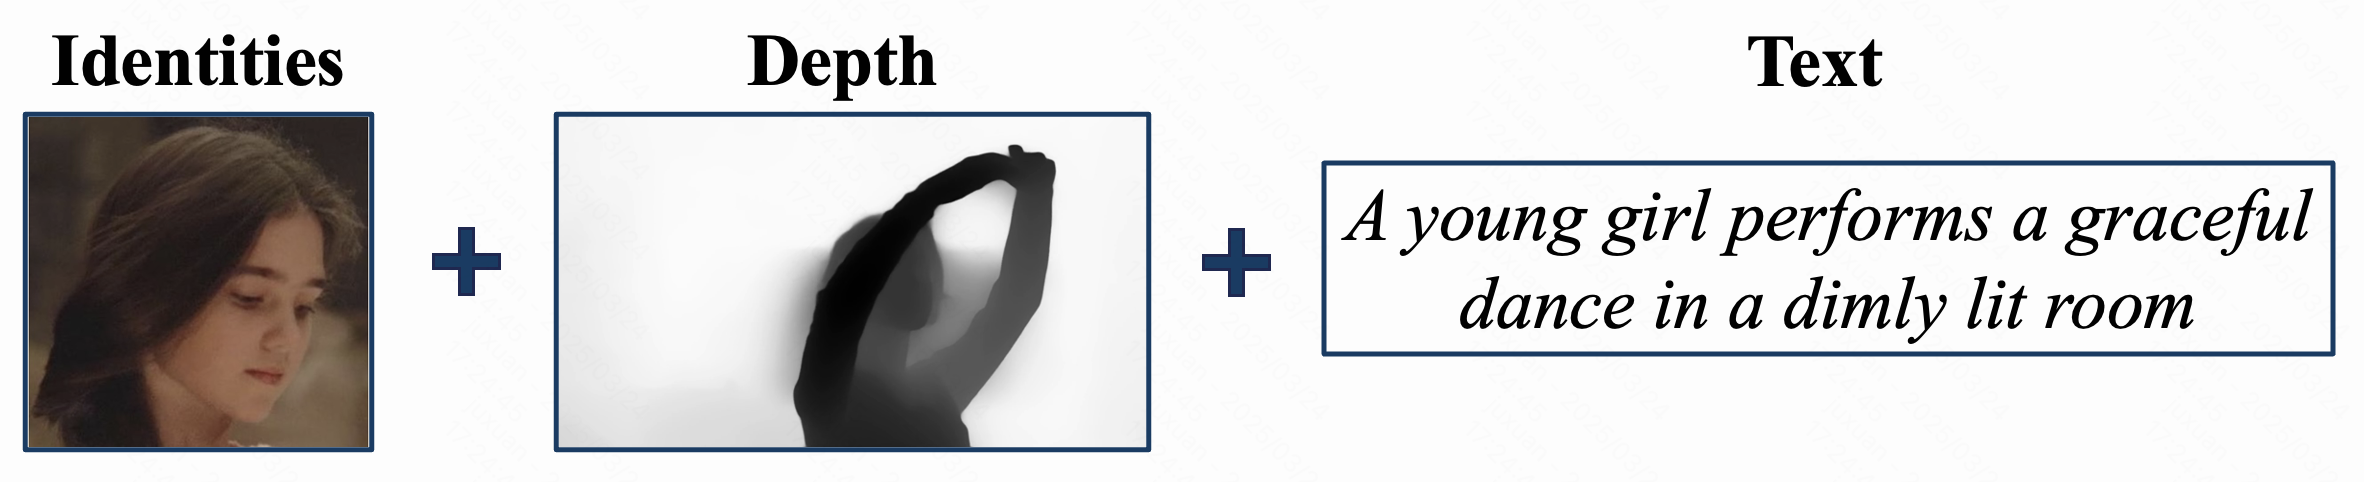 Identities
Depth
Text
A young girl performs a graceful
dance in a dimly lit room